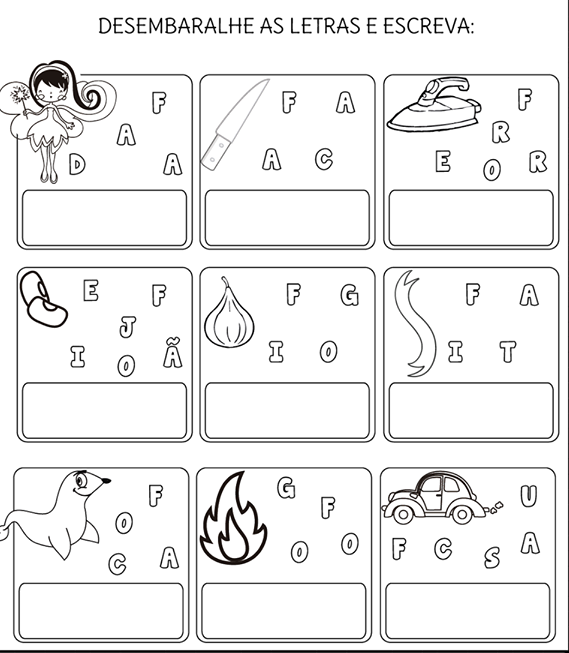 DESEMBARALHE AS LETRAS E ESCREVA:
F
A
D A
F A
A C
F
R
E O R
E F
J
I O Ã
F G
I O
F A
I T
F
O
C A
G
F
O O
U
F C S A